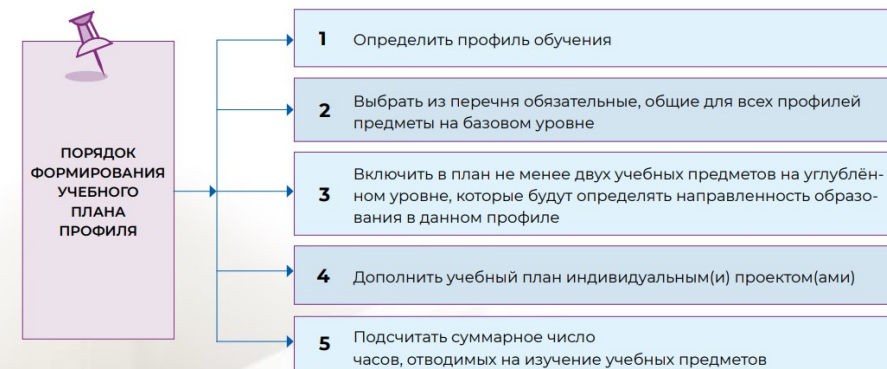 ПОРЯДОК
ФОРМИРОВАНИЯ
УЧЕБНОГО
ПЛАНА
ПРОФИЛЯ
1 Определить профиль обучения
2 Выбрать из перечня обязательные, общие для всех профилей
предметы на базовом уровне
3 Включить в план не менее двух учебных предметов на углублён-
ном уровне, которые будут определять направленность образо-
вания в данном профиле
4 Дополнить учебный план индивидуальным(и) проектом(ами)
5 Подсчитать суммарное число
часов, отводимых на изучение учебных предметов